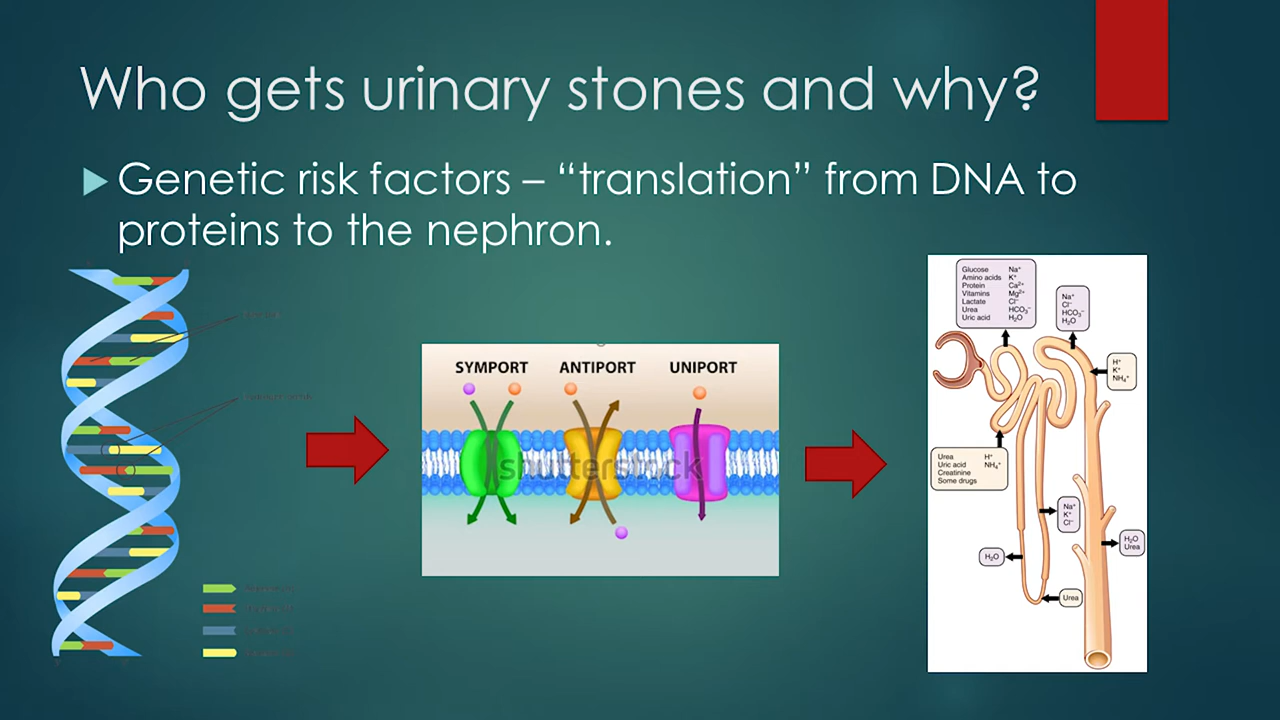 Who gets urinary stones and why?
Genetic risk factors – “translation” from DNA to
proteins to the nephron.
SYMPORT ANTIPORT UNIPORT
shutterstock
Glucose Na⁺
Amino acids K⁺
Protein Ca²⁺
Vitamins Mg²⁺
Lactate Cl⁻
Urea HCO₃⁻
Uric acid H₂O
Na⁺
Cl⁻
HCO₃⁻
H₂O
H⁺
K⁺
NH₄⁺
Urea H⁺
Uric acid NH₄⁺
Creatinine
Some drugs
Na⁺
K⁺
Cl⁻
H₂O
Urea
H₂O
Urea